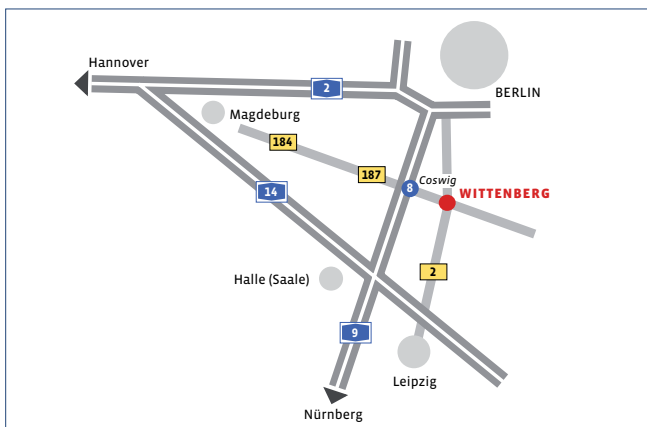 Hannover
2
BERLIN
Magdeburg
184
187
8
Coswig
WITTENBERG
14
Halle (Saale)
2
9
Leipzig
Nürnberg